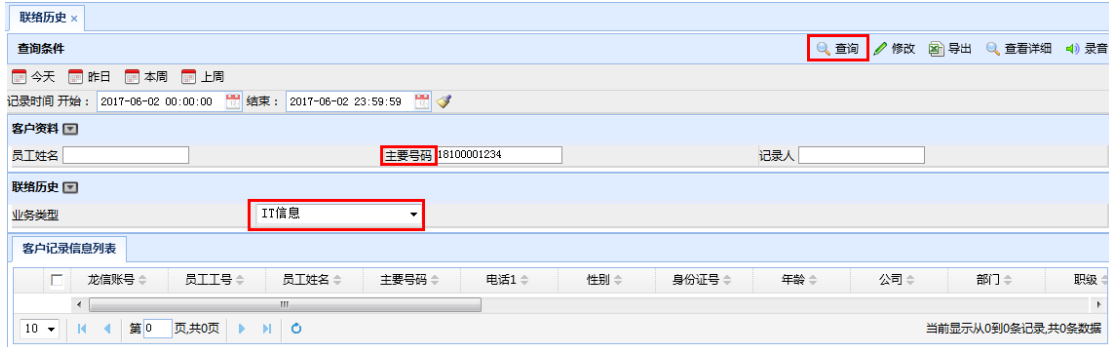 联络历史 ×
查询条件 查询 修改 导出 查看详细 录音
今天 昨日 本周 上周
记录时间 开始： 2017-06-02 00:00:00 结束： 2017-06-02 23:59:59
客户资料
员工姓名 主要号码 18100001234 记录人
联络历史
业务类型 IT信息
客户记录信息列表
龙信账号 员工工号 员工姓名 主要号码 电话1 性别 身份证号 年龄 公司 部门 职级
10 第 0 页,共0页 当前显示从0到0条记录,共0条数据